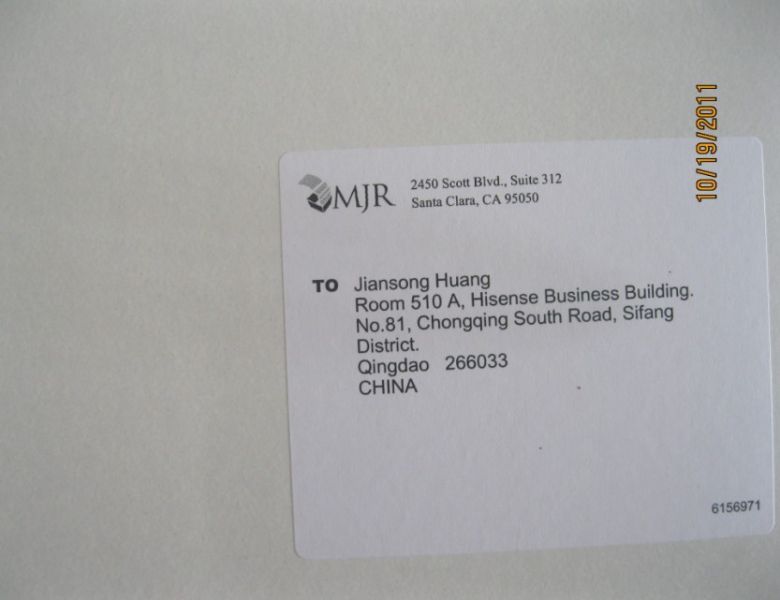 MJR
2450 Scott Blvd., Suite 312
Santa Clara, CA 95050
TO Jiansong Huang
Room 510 A, Hisense Business Building.
No.81, Chongqing South Road, Sifang
District.
Qingdao 266033
CHINA
6156971
10/19/2011